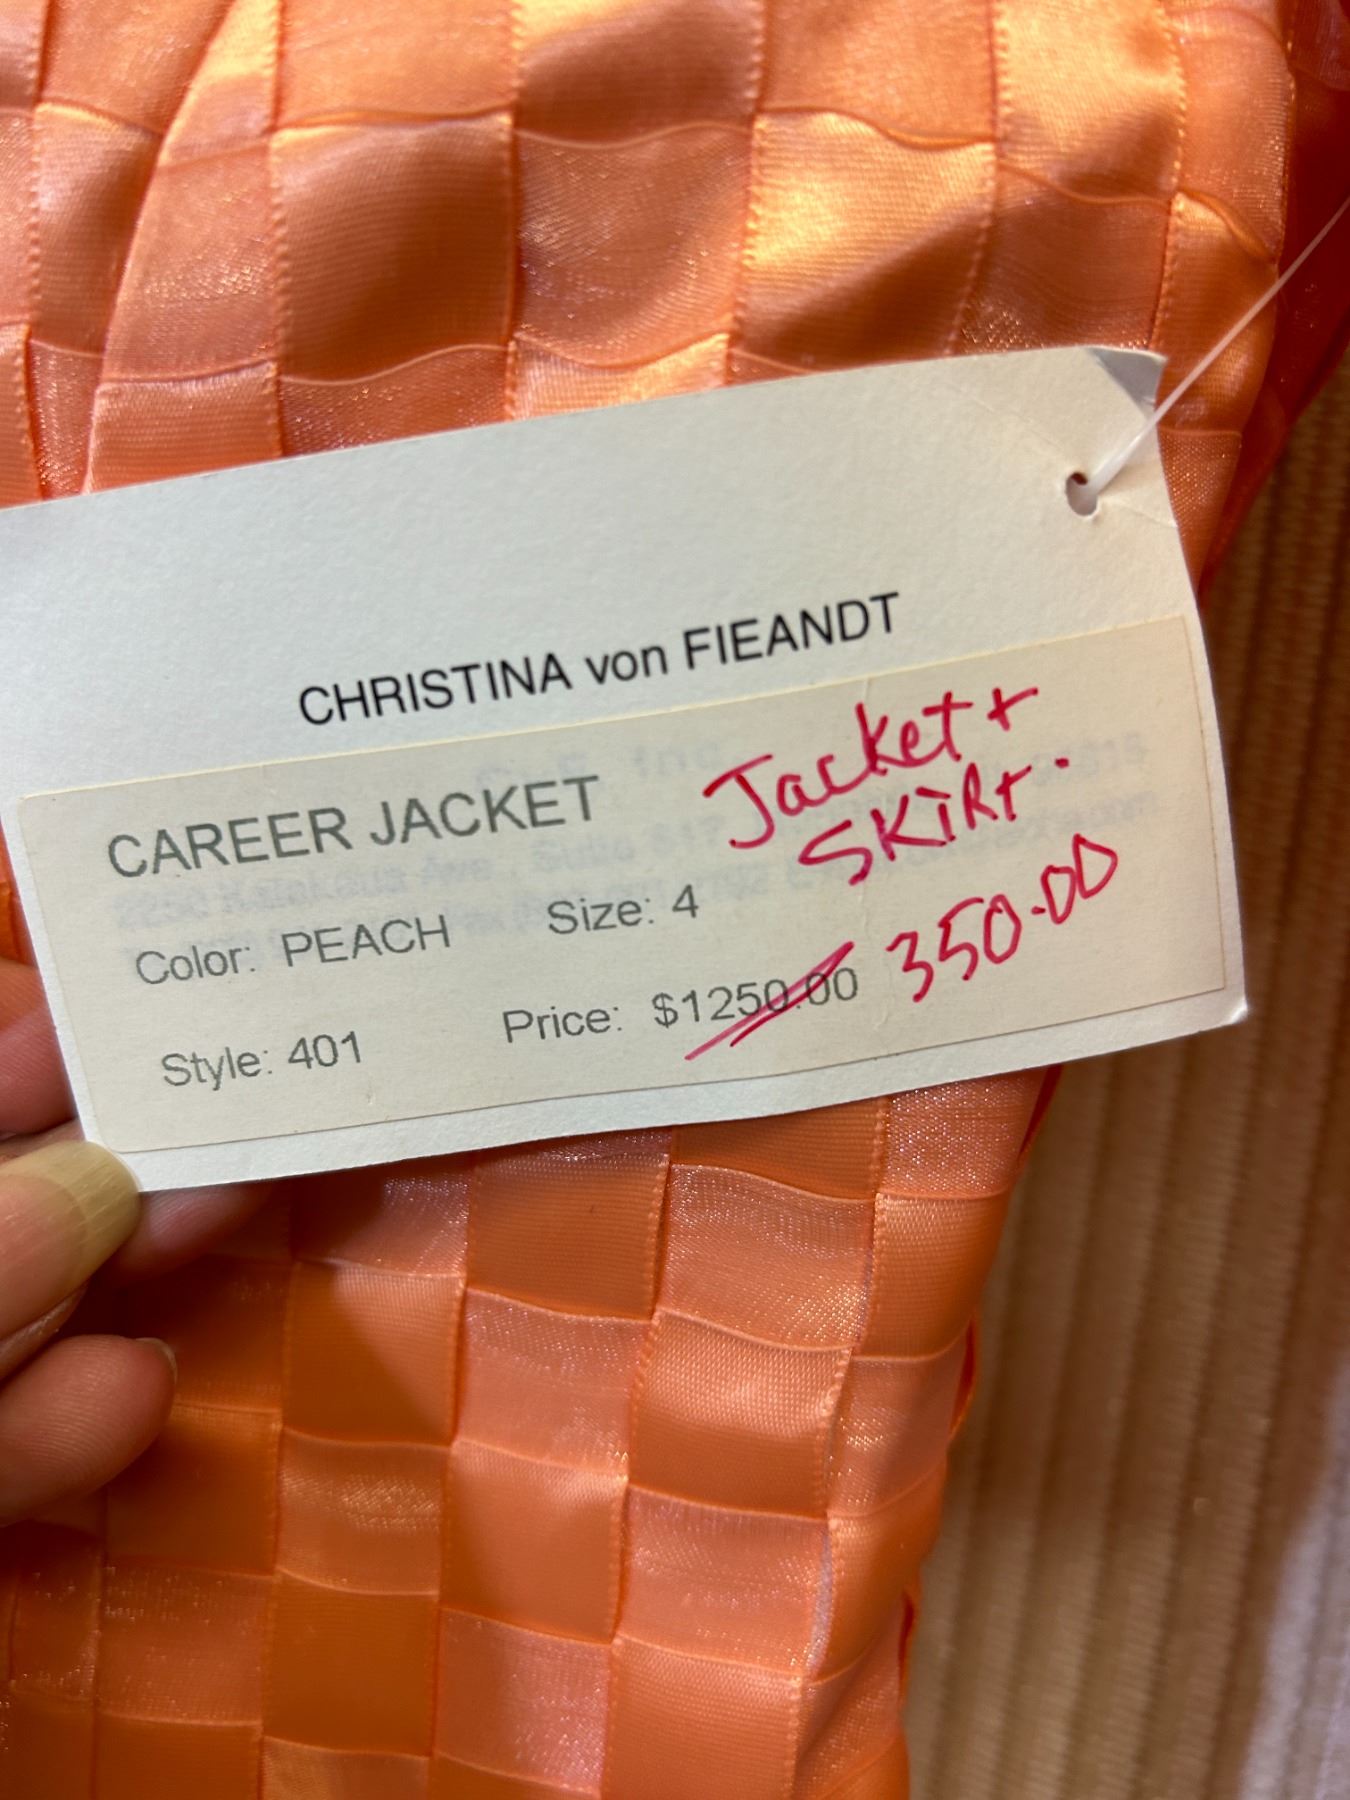 CHRISTINA von FIEANDT
CAREER JACKET
Jacket +
SKiRt.
Color: PEACH Size: 4
Style: 401 Price: $1250.00 350.00